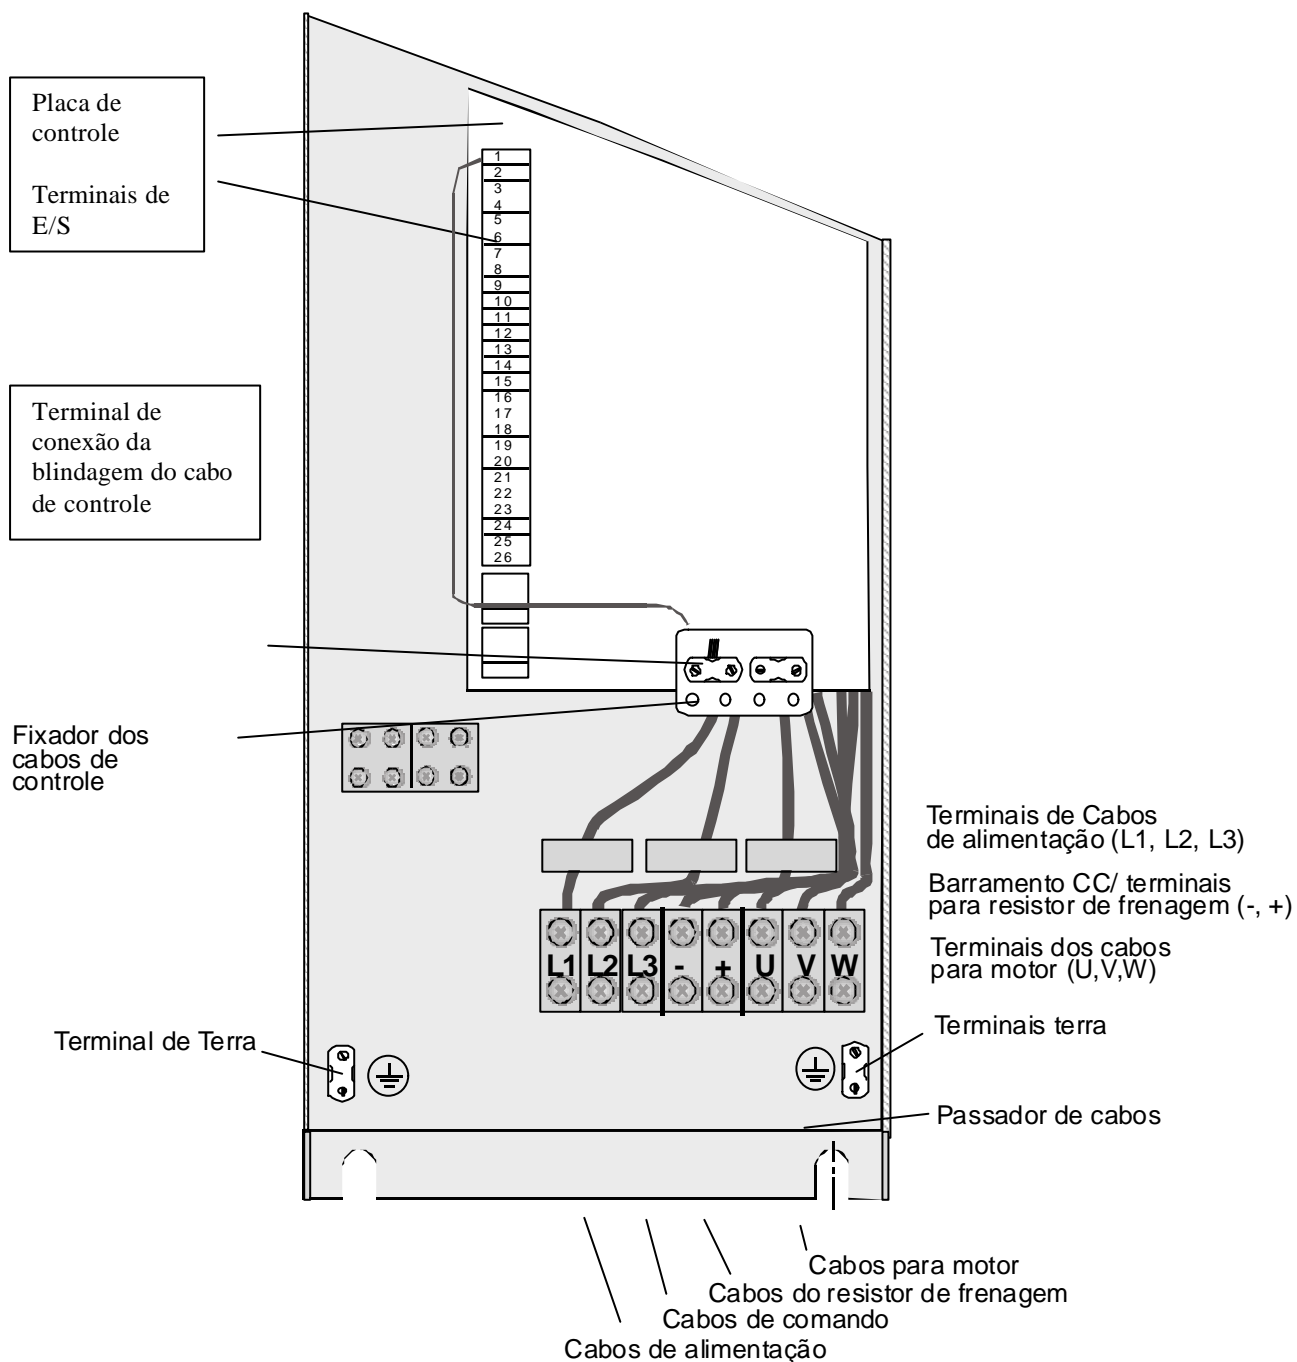 Placa de
controle
Terminais de
E/S
1
2
3
4
5
6
7
8
9
10
11
12
13
14
15
16
17
18
19
20
21
22
23
24
25
26
Terminal de
conexão da
blindagem do cabo
de controle
Fixador dos
cabos de
controle
Terminais de Cabos
de alimentação (L1, L2, L3)
Barramento CC/ terminais
para resistor de frenagem (-, +)
Terminais dos cabos
para motor (U,V,W)
L1 L2 L3 - + U V W
Terminal de Terra
Terminais terra
Passador de cabos
Cabos para motor
Cabos do resistor de frenagem
Cabos de comando
Cabos de alimentação